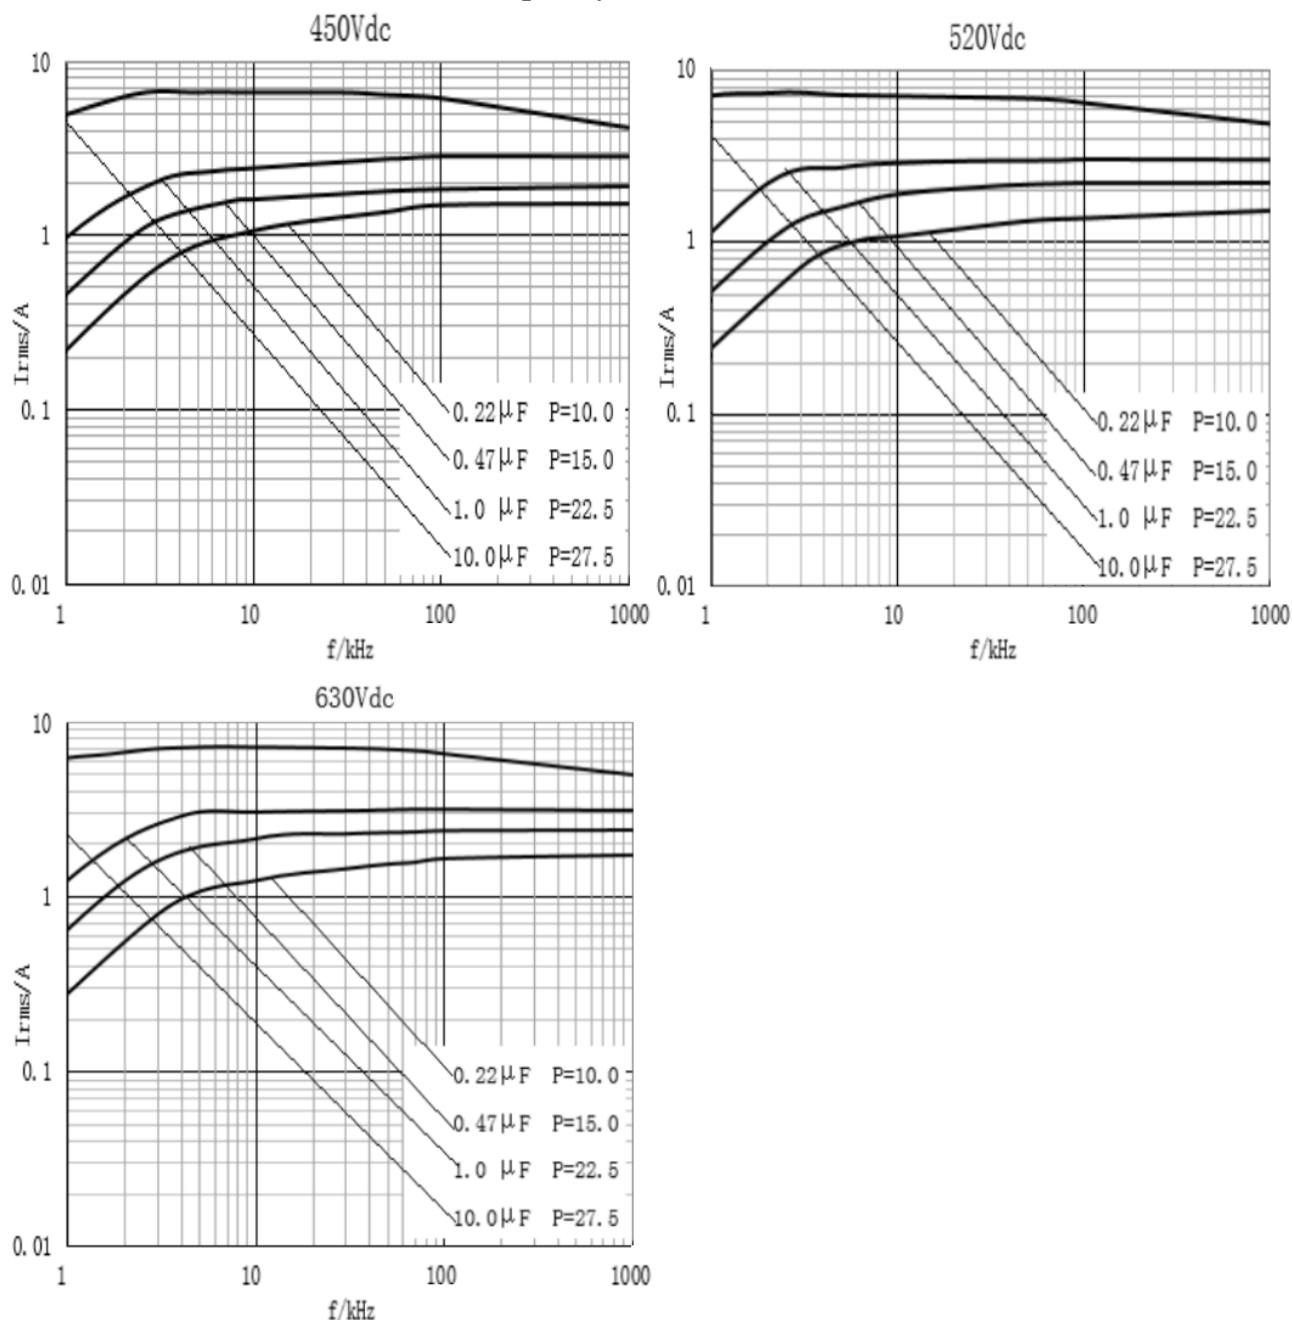 450Vdc
10
1
0.1
0.01
Irms/A
0.22μF P=10.0
0.47μF P=15.0
1.0 μF P=22.5
10.0μF P=27.5
1 10 100 1000
f/kHz
520Vdc
10
1
0.1
0.01
Irms/A
0.22μF P=10.0
0.47μF P=15.0
1.0 μF P=22.5
10.0μF P=27.5
1 10 100 1000
f/kHz
630Vdc
10
1
0.1
0.01
Irms/A
0.22μF P=10.0
0.47μF P=15.0
1.0 μF P=22.5
10.0μF P=27.5
1 10 100 1000
f/kHz